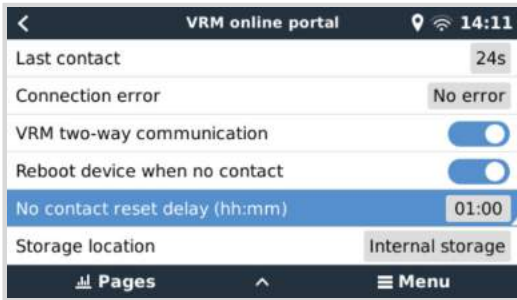 VRM online portal 14:11
Last contact 24s
Connection error No error
VRM two-way communication
Reboot device when no contact
No contact reset delay (hh:mm) 01:00
Storage location Internal storage
Pages Menu